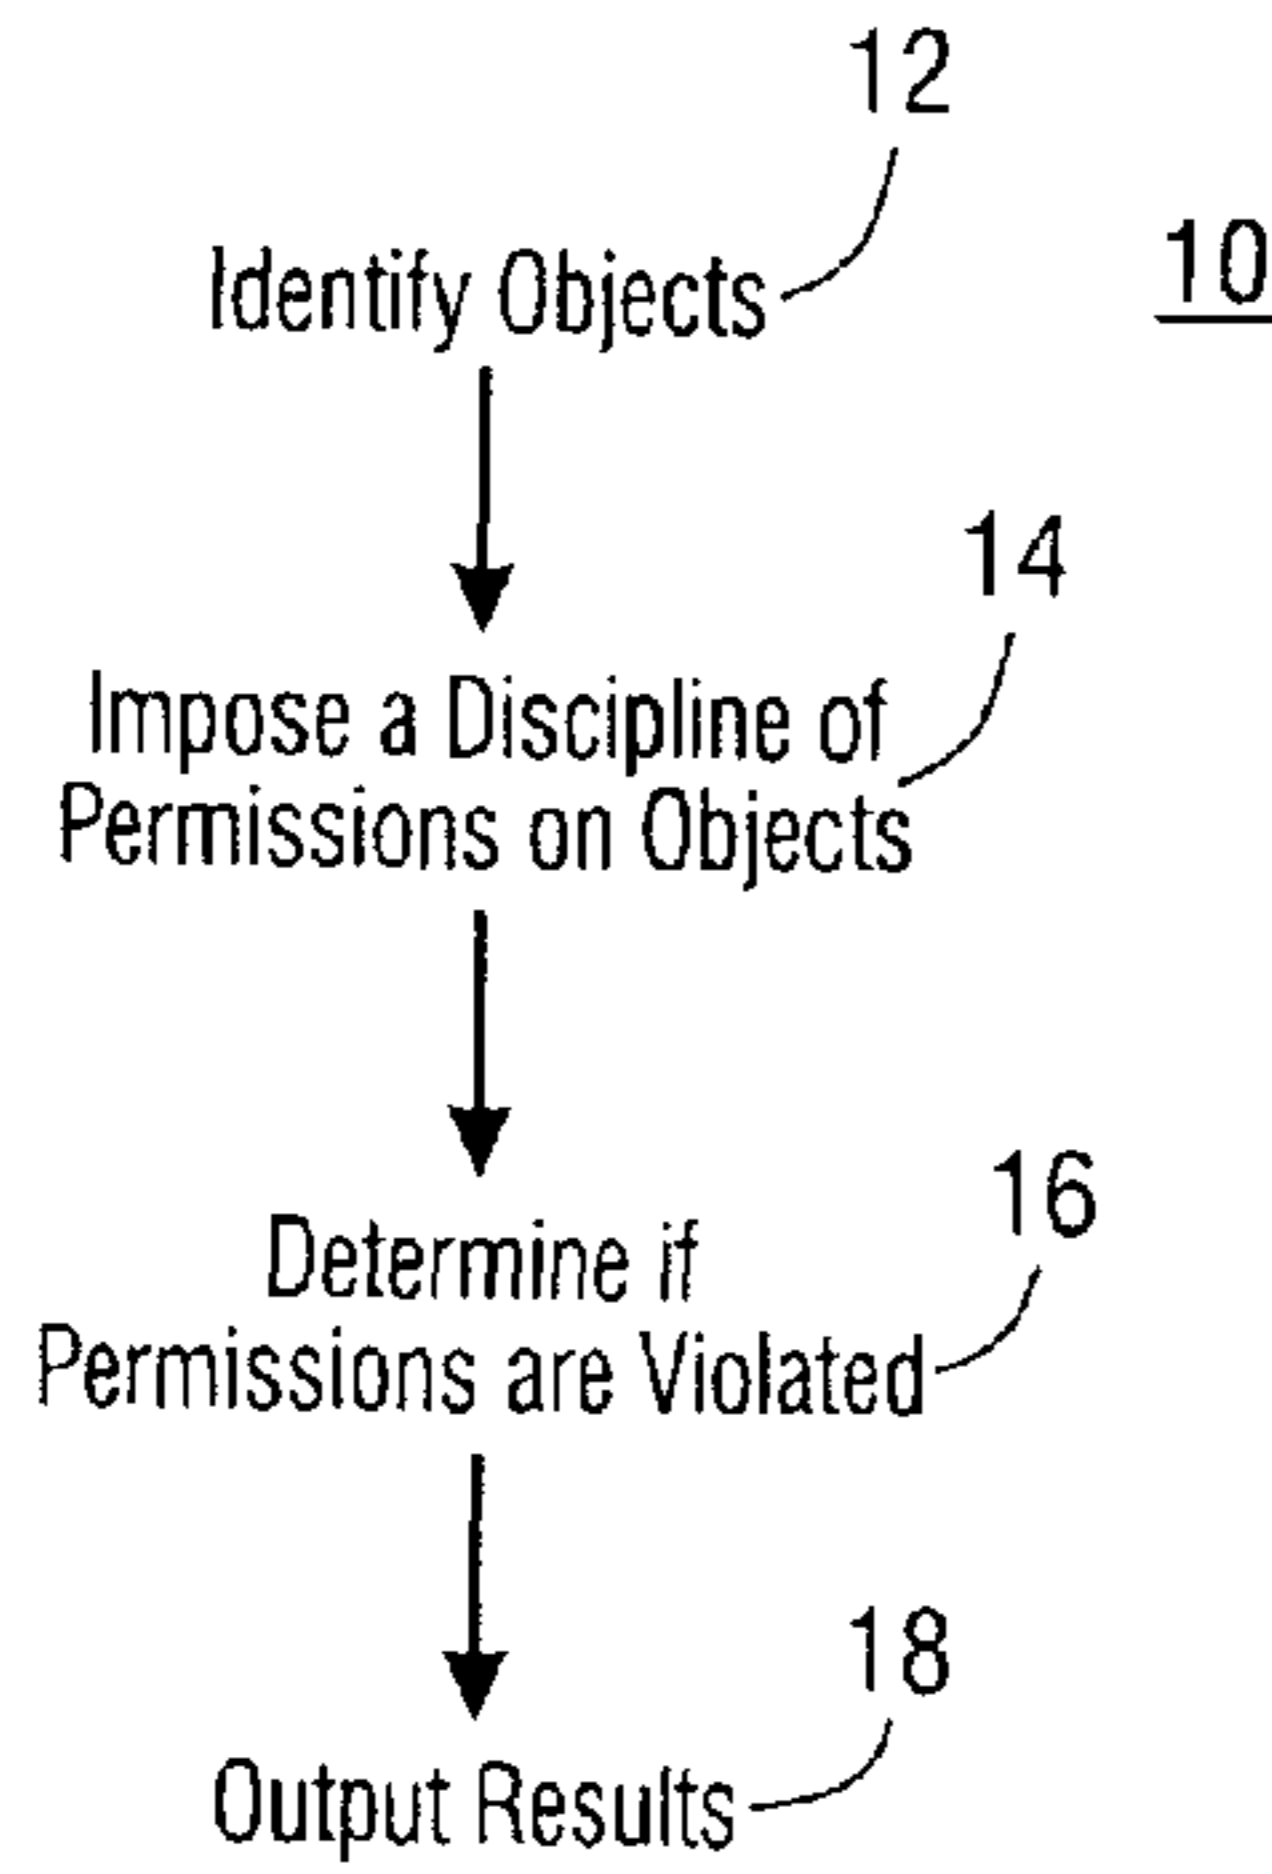 12
10
Identify Objects
14
Impose a Discipline of
Permissions on Objects
16
Determine if
Permissions are Violated
18
Output Results